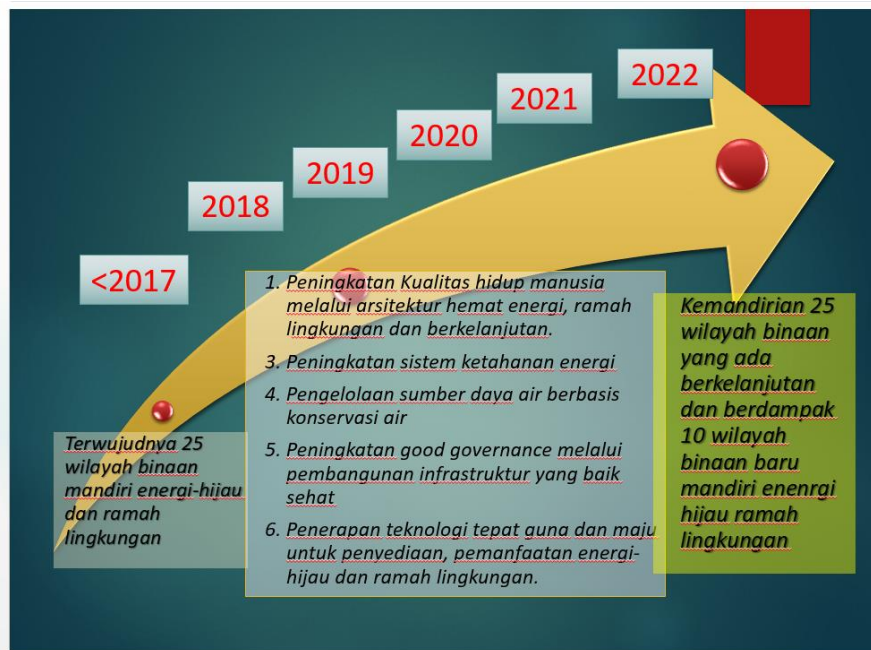 <2017
2018
2019
2020
2021
2022
Terwujudnya 25
wilayah binaan
mandiri energi-hijau
dan ramah
lingkungan
1. Peningkatan Kualitas hidup manusia
melalui arsitektur hemat energi, ramah
lingkungan dan berkelanjutan.
3. Peningkatan sistem ketahanan energi
4. Pengelolaan sumber daya air berbasis
konservasi air
5. Peningkatan good governance melalui
pembangunan infrastruktur yang baik
sehat
6. Penerapan teknologi tepat guna dan maju
untuk penyediaan, pemanfaatan energi-
hijau dan ramah lingkungan.
Kemandirian 25
wilayah binaan
yang ada
berkelanjutan
dan berdampak
10 wilayah
binaan baru
mandiri enenrgi
hijau ramah
lingkungan